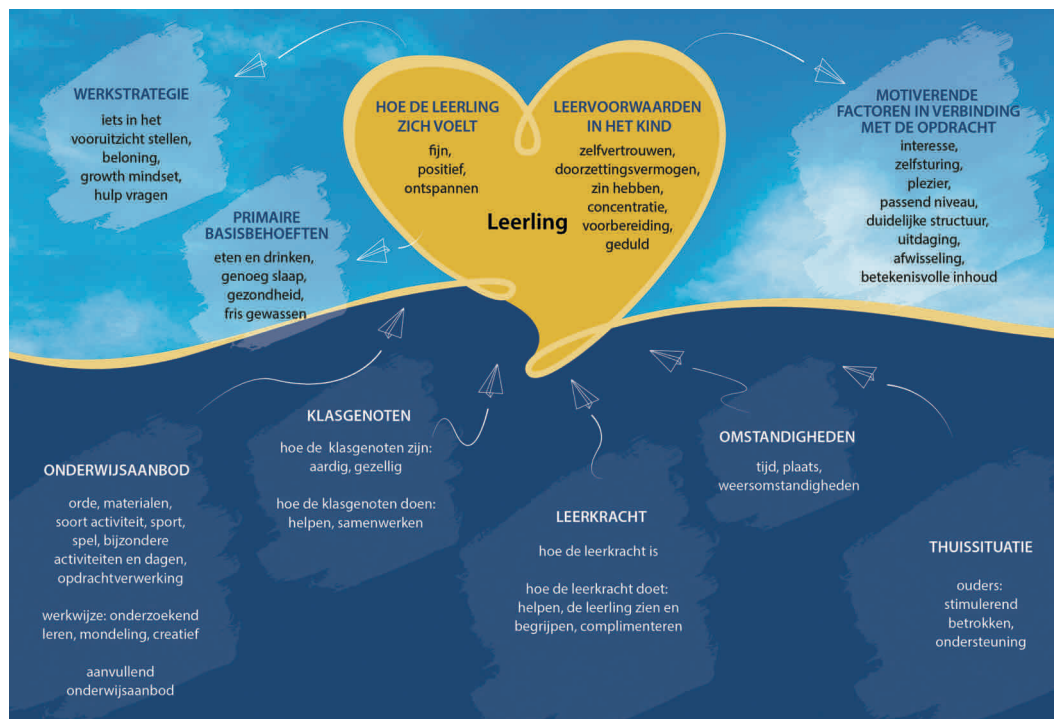 WERKSTRATEGIE
iets in het
vooruitzicht stellen,
beloning,
growth mindset,
hulp vragen
PRIMAIRE
BASISBEHOEFTEN
eten en drinken,
genoeg slaap,
gezondheid,
fris gewassen
HOE DE LEERLING
ZICH VOELT
fijn,
positief,
ontspannen
Leerling
LEERVOORWAARDEN
IN HET KIND
zelfvertrouwen,
doorzettingsvermogen,
zin hebben,
concentratie,
voorbereiding,
geduld
MOTIVERENDE
FACTOREN IN VERBINDING
MET DE OPDRACHT
interesse,
zelfsturing,
plezier,
passend niveau,
duidelijke structuur,
uitdaging,
afwisseling,
betekenisvolle inhoud
ONDERWIJSAANBOD
orde, materialen,
soort activiteit, sport,
spel, bijzondere
activiteiten en dagen,
opdrachtverwerking
werkwijze: onderzoekend
leren, mondeling, creatief
aanvullend
onderwijsaanbod
KLASGENOTEN
hoe de klasgenoten zijn:
aardig, gezellig
hoe de klasgenoten doen:
helpen, samenwerken
LEERKRACHT
hoe de leerkracht is
hoe de leerkracht doet:
helpen, de leerling zien en
begrijpen, complimenteren
OMSTANDIGHEDEN
tijd, plaats,
weersomstandigheden
THUISSITUATIE
ouders:
stimulerend
betrokken,
ondersteuning